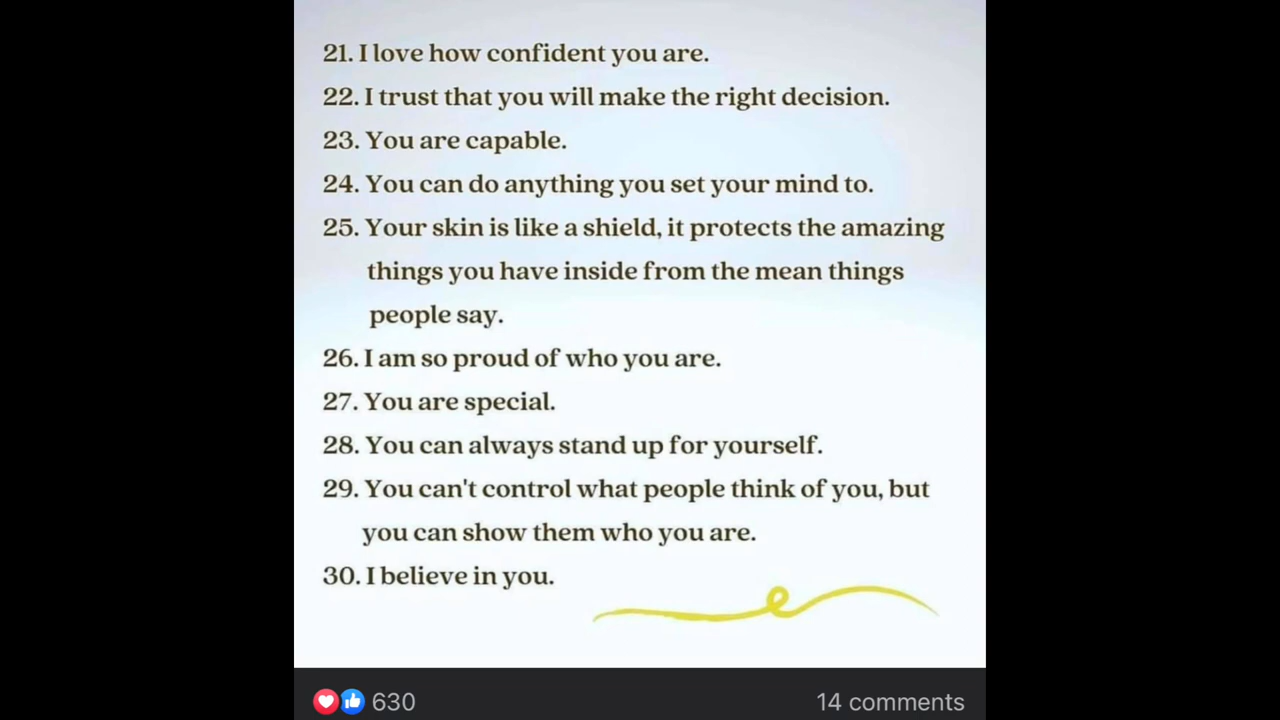 21. I love how confident you are.
22. I trust that you will make the right decision.
23. You are capable.
24. You can do anything you set your mind to.
25. Your skin is like a shield, it protects the amazing
things you have inside from the mean things
people say.
26. I am so proud of who you are.
27. You are special.
28. You can always stand up for yourself.
29. You can't control what people think of you, but
you can show them who you are.
30. I believe in you.
630 14 comments